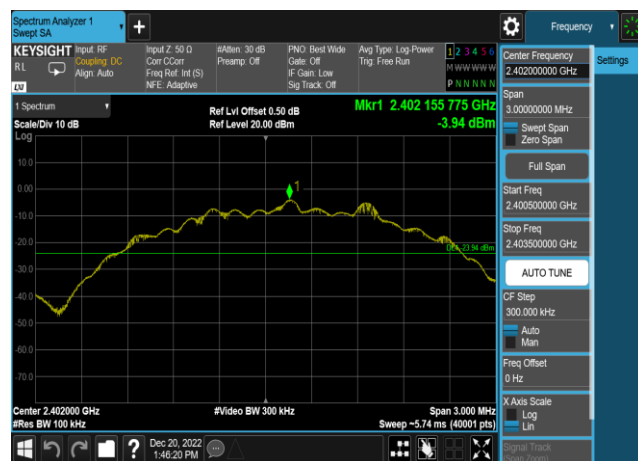 Spectrum Analyzer 1
Swept SA
Frequency
KEYSIGHT
RL
Input: RF
Coupling: DC
Align: Auto
Input Z: 50 Ω
Corr CCorr
Freq Ref: Int (S)
NFE: Adaptive
#Atten: 30 dB
Preamp: Off
PNO: Best Wide
Gate: Off
IF Gain: Low
Sig Track: Off
Avg Type: Log-Power
Trig: Free Run
1 2 3 4 5 6
M W W W W W
P N N N N N
LXI
1 Spectrum
Scale/Div 10 dB
Ref Lvl Offset 0.50 dB
Ref Level 20.00 dBm
Mkr1 2.402 155 775 GHz
-3.94 dBm
Log
10.0
0.00
-10.0
-20.0
-30.0
-40.0
-50.0
-60.0
-70.0
1
-23.94 dBm
Center 2.402000 GHz
#Res BW 100 kHz
#Video BW 300 kHz
Span 3.000 MHz
Sweep ~5.74 ms (40001 pts)
Dec 20, 2022
1:46:20 PM
Center Frequency
2.402000000 GHz
Settings
Span
3.00000000 MHz
Swept Span
Zero Span
Full Span
Start Freq
2.400500000 GHz
Stop Freq
2.403500000 GHz
AUTO TUNE
CF Step
300.000 kHz
Auto
Man
Freq Offset
0 Hz
X Axis Scale
Log
Lin
Signal Track
(Span Zoom)